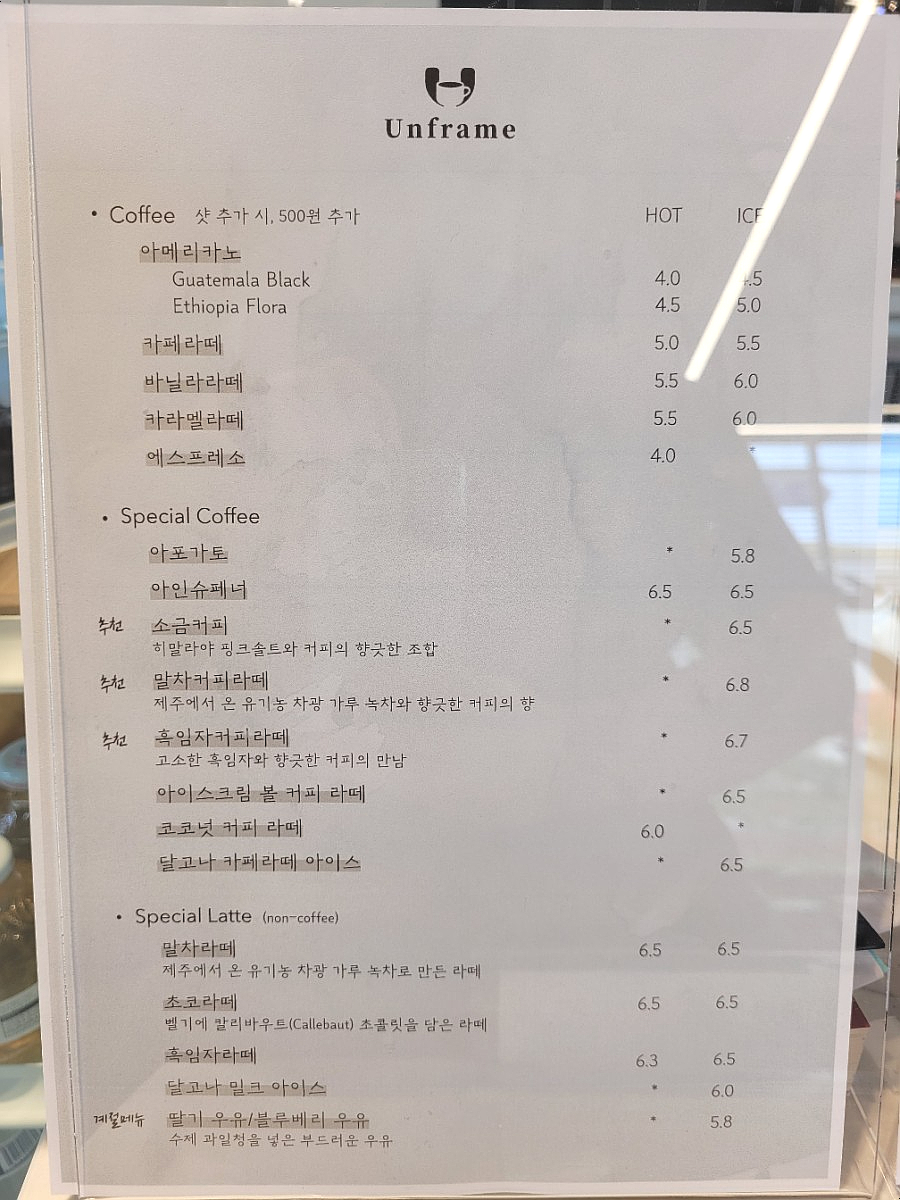 Unframe
• Coffee 샷 추가 시, 500원 추가 HOT ICE
아메리카노
Guatemala Black 4.0 4.5
Ethiopia Flora 4.5 5.0
카페라떼 5.0 5.5
바닐라라떼 5.5 6.0
카라멜라떼 5.5 6.0
에스프레소 4.0 *
• Special Coffee
아포가토 * 5.8
아인슈페너 6.5 6.5
추천 소금커피 * 6.5
히말라야 핑크솔트와 커피의 향긋한 조합
추천 말차커피라떼 * 6.8
제주에서 온 유기농 차광 가루 녹차와 향긋한 커피의 향
추천 흑임자커피라떼 * 6.7
고소한 흑임자와 향긋한 커피의 만남
아이스크림 볼 커피 라떼 * 6.5
코코넛 커피 라떼 6.0 *
달고나 카페라떼 아이스 * 6.5
• Special Latte (non-coffee)
말차라떼 6.5 6.5
제주에서 온 유기농 차광 가루 녹차로 만든 라떼
초코라떼 6.5 6.5
벨기에 칼리바우트(Callebaut) 초콜릿을 담은 라떼
흑임자라떼 6.3 6.5
달고나 밀크 아이스 * 6.0
계절메뉴 딸기 우유/블루베리 우유 * 5.8
수제 과일청을 넣은 부드러운 우유